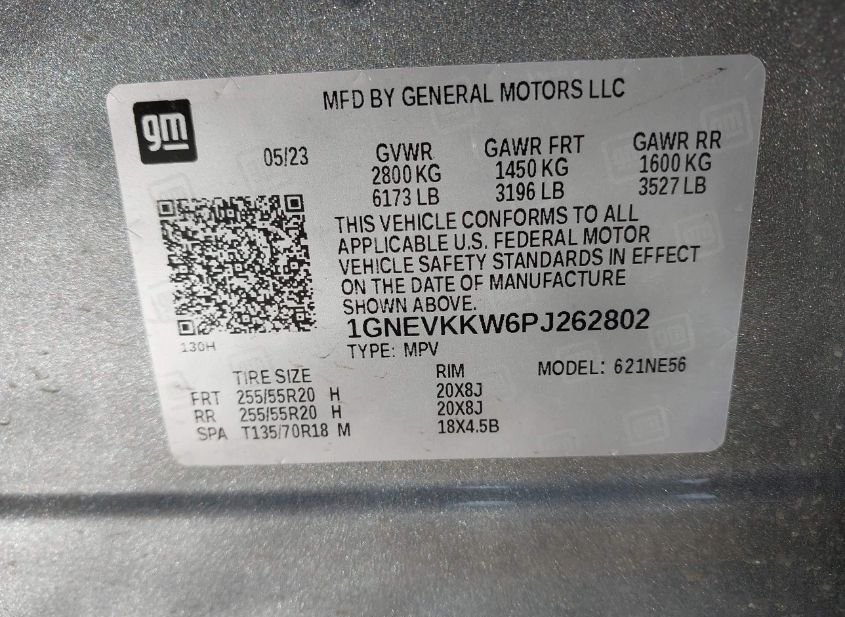 gm
MFD BY GENERAL MOTORS LLC
05/23
GVWR GAWR FRT GAWR RR
2800 KG 1450 KG 1600 KG
6173 LB 3196 LB 3527 LB
THIS VEHICLE CONFORMS TO ALL
APPLICABLE U.S. FEDERAL MOTOR
VEHICLE SAFETY STANDARDS IN EFFECT
ON THE DATE OF MANUFACTURE
SHOWN ABOVE.
1GNEVKKW6PJ262802
130H
TYPE: MPV
TIRE SIZE RIM MODEL: 621NE56
FRT 255/55R20 H 20X8J
RR 255/55R20 H 20X8J
SPA T135/70R18 M 18X4.5B